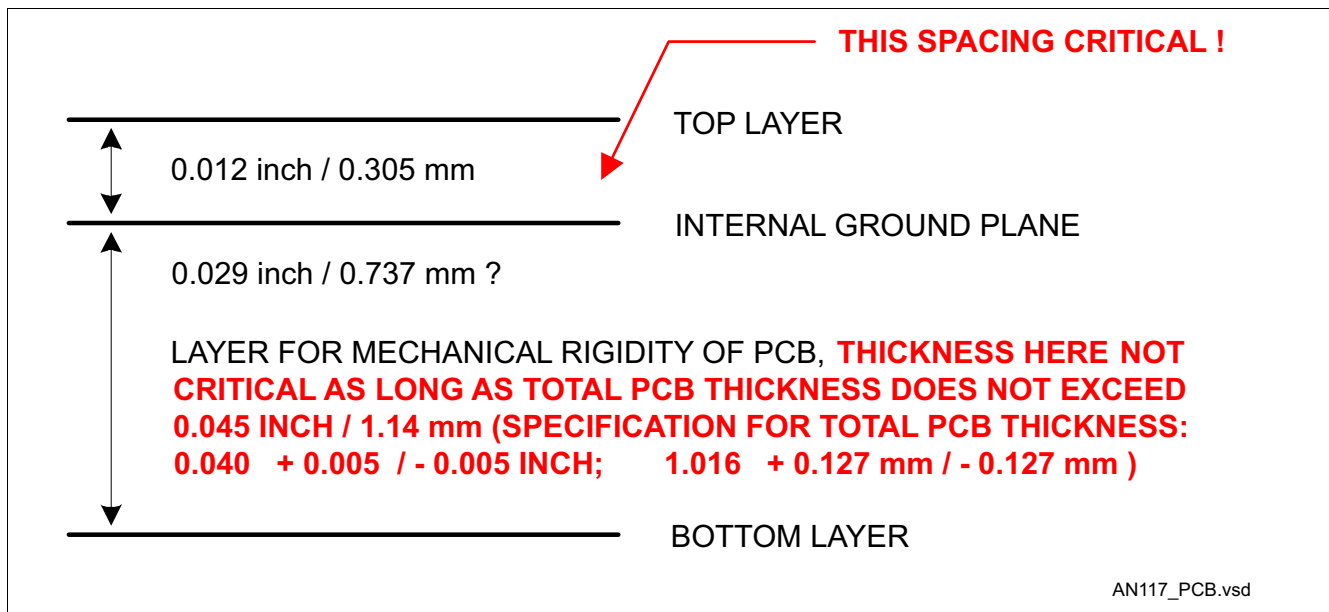 THIS SPACING CRITICAL !
TOP LAYER
0.012 inch / 0.305 mm
INTERNAL GROUND PLANE
0.029 inch / 0.737 mm ?
LAYER FOR MECHANICAL RIGIDITY OF PCB, THICKNESS HERE NOT
CRITICAL AS LONG AS TOTAL PCB THICKNESS DOES NOT EXCEED
0.045 INCH / 1.14 mm (SPECIFICATION FOR TOTAL PCB THICKNESS:
0.040 + 0.005 / - 0.005 INCH; 1.016 + 0.127 mm / - 0.127 mm )
BOTTOM LAYER
AN117_PCB.vsd